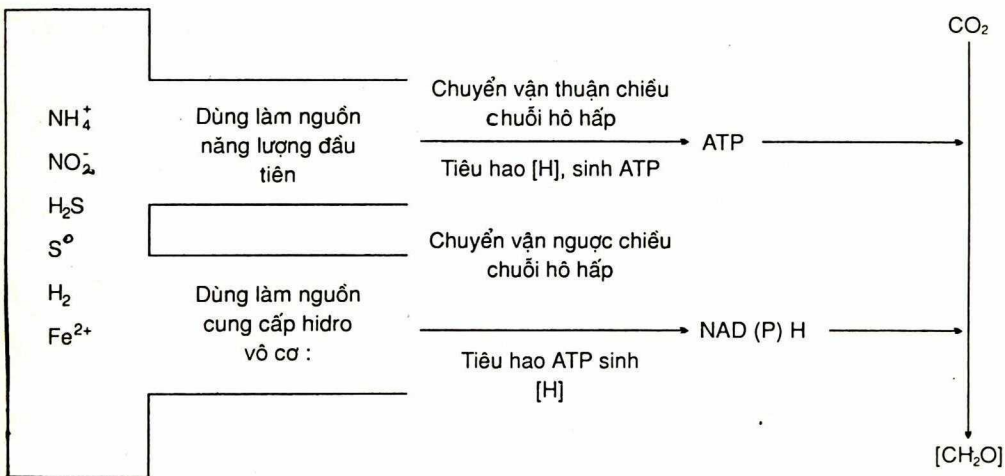 CO₂
NH₄⁺
NO₂⁻
H₂S
S⁰
H₂
Fe²⁺
Dùng làm nguồn
năng lượng đầu
tiên
Chuyển vận thuận chiều
chuỗi hô hấp
Tiêu hao [H], sinh ATP
ATP
Dùng làm nguồn
cung cấp hidro
vô cơ :
Chuyển vận nguợc chiều
chuỗi hô hấp
Tiêu hao ATP sinh
[H]
NAD (P) H
[CH₂O]